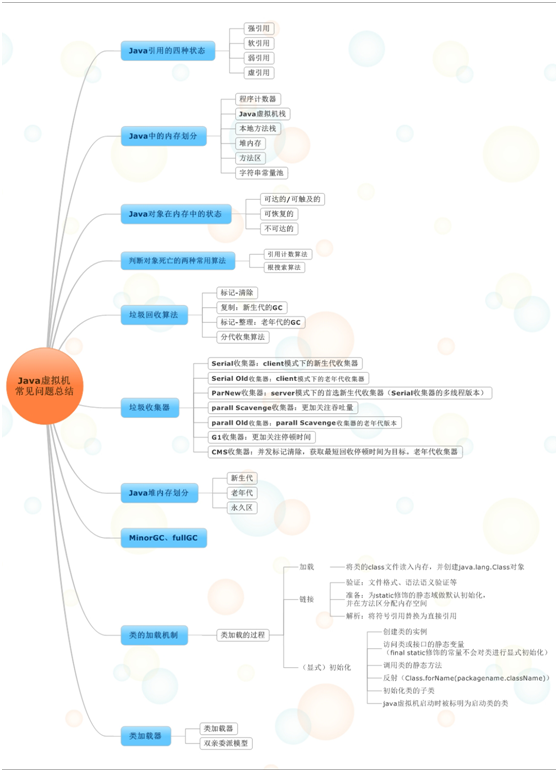 Java虚拟机
常见问题总结
Java引用的四种状态
强引用
软引用
弱引用
虚引用
Java中的内存划分
程序计数器
Java虚拟机栈
本地方法栈
堆内存
方法区
字符串常量池
Java对象在内存中的状态
可达的/可触及的
可恢复的
不可达的
判断对象死亡的两种常用算法
引用计数算法
根搜索算法
垃圾回收算法
标记-清除
复制：新生代的GC
标记-整理：老年代的GC
分代收集算法
垃圾收集器
Serial收集器：client模式下的新生代收集器
Serial Old收集器：client模式下的老年代收集器
ParNew收集器：server模式下的首选新生代收集器（Serial收集器的多线程版本）
parall Scavenge收集器：更加关注吞吐量
parall Old收集器：parall Scavenge收集器的老年代版本
G1收集器：更加关注停顿时间
CMS收集器：并发标记清除，获取最短回收停顿时间为目标。老年代收集器
Java堆内存划分
新生代
老年代
永久区
MinorGC、fullGC
类的加载机制
类加载的过程
加载
将类的class文件读入内存，并创建java.lang.Class对象
链接
验证：文件格式、语法语义验证等
准备：为static修饰的静态域做默认初始化，
并在方法区分配内存空间
解析：将符号引用替换为直接引用
（显式）初始化
创建类的实例
访问类或接口的静态变量
（final static修饰的常量不会对类进行显式初始化）
调用类的静态方法
反射（Class.forName(packagename.className)）
初始化类的子类
java虚拟机启动时被标明为启动类的类
类加载器
类加载器
双亲委派模型